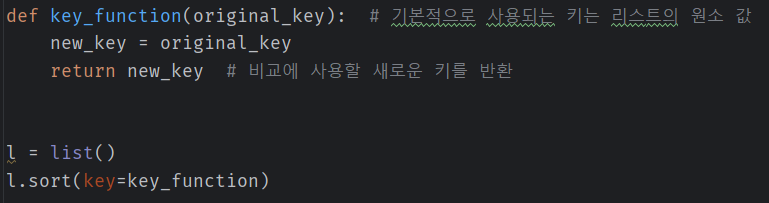 def key_function(original_key):  # 기본적으로 사용되는 키는 리스트의 원소 값
    new_key = original_key
    return new_key  # 비교에 사용할 새로운 키를 반환
l = list()
l.sort(key=key_function)